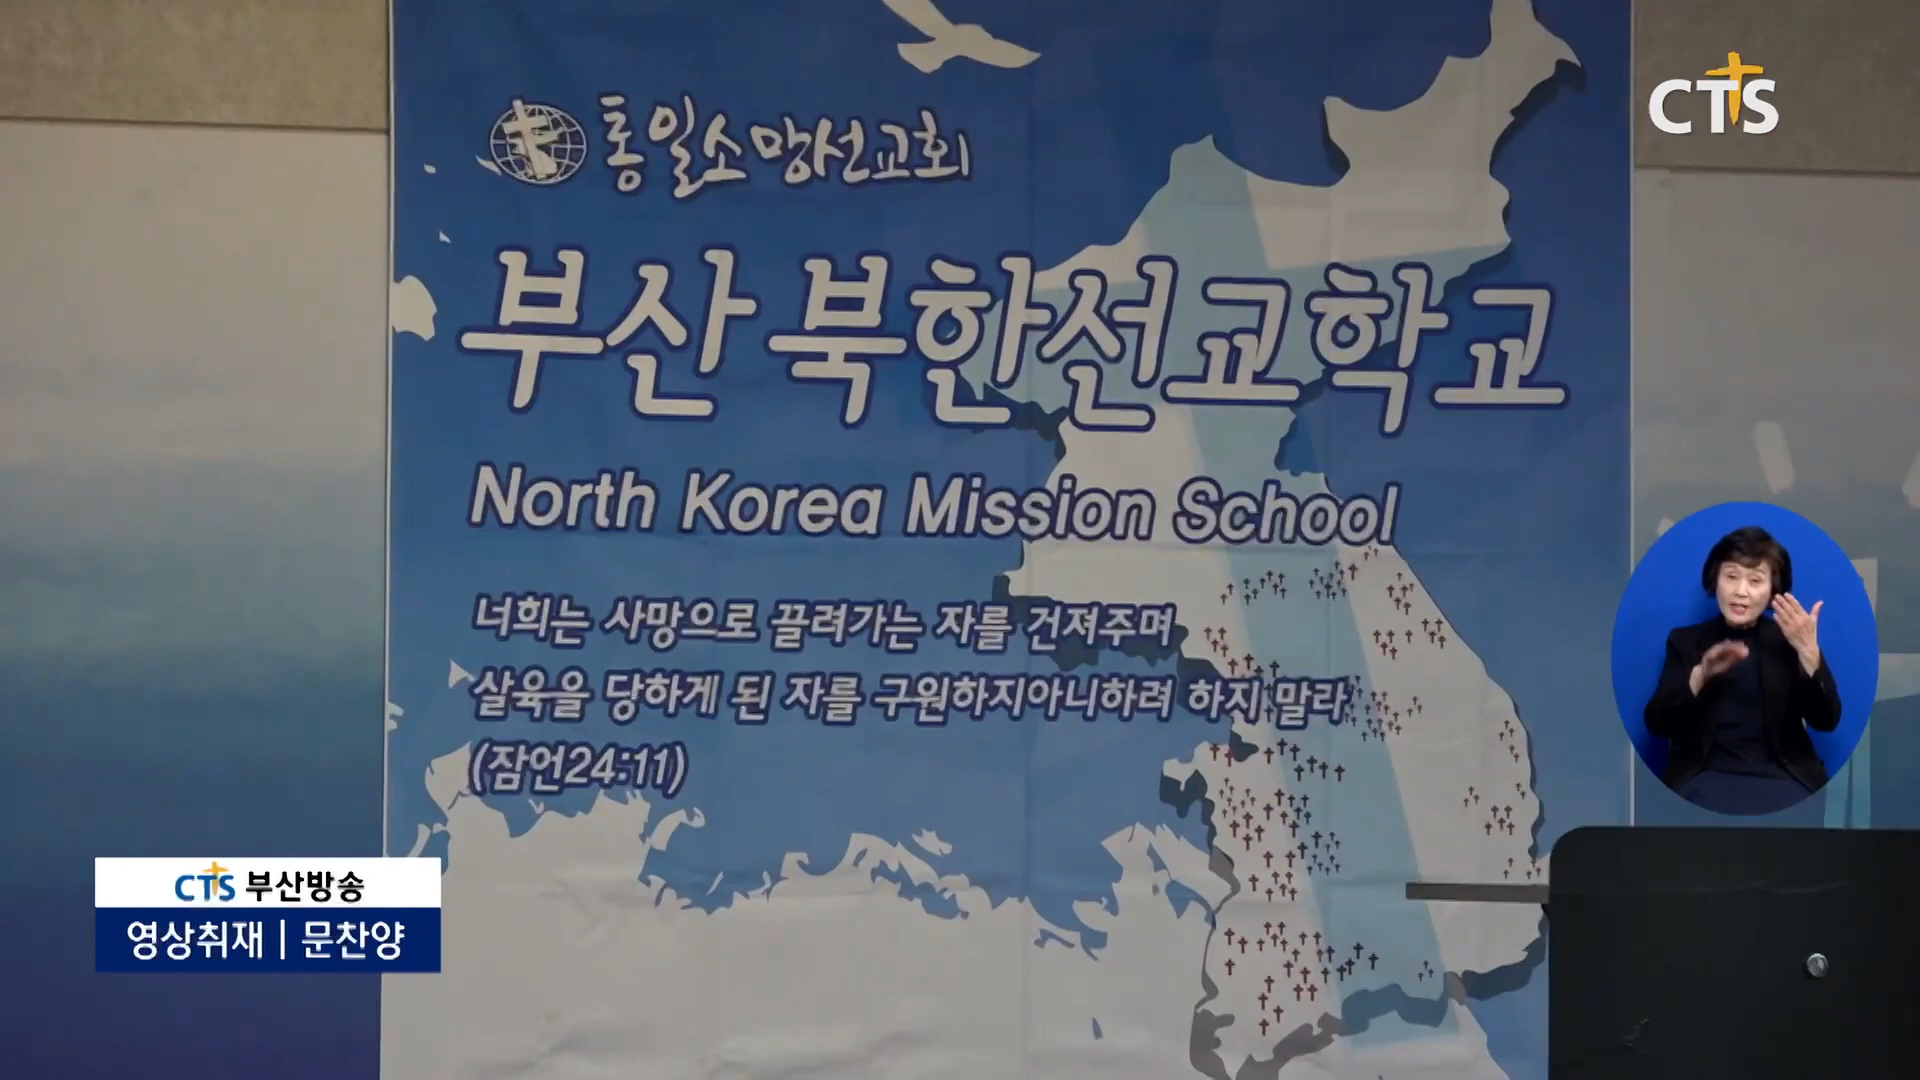 CTS
통일소망선교회
부산 북한선교학교
North Korea Mission School
너희는 사망으로 끌려가는 자를 건져주며
살육을 당하게 된 자를 구원하지아니하려 하지 말라
(잠언24:11)
CTS 부산방송
영상취재 | 문찬양